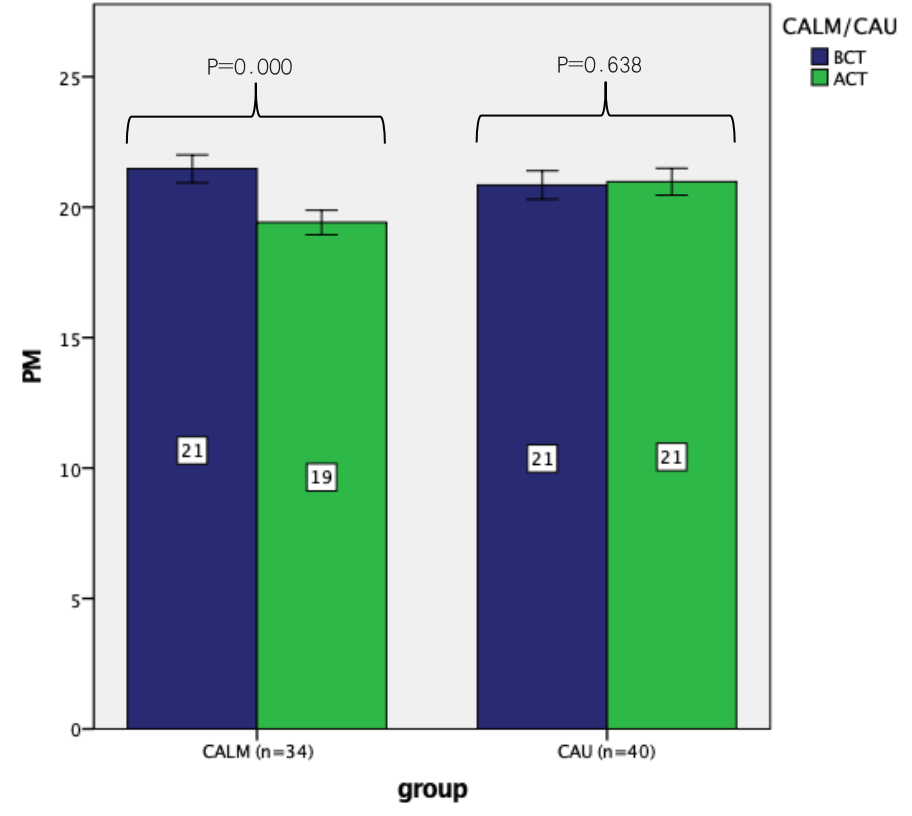 CALM/CAU
BCT
ACT
P=0.000
P=0.638
25
20
15
10
5
0
PM
21
19
21
21
CALM (n=34)
CAU (n=40)
group